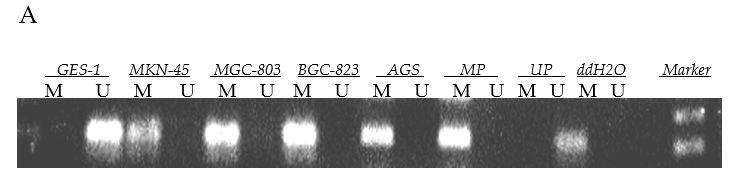 A
GES-1 MKN-45 MGC-803 BGC-823 AGS MP UP ddH2O Marker
M U M U M U M U M U M U M U M U